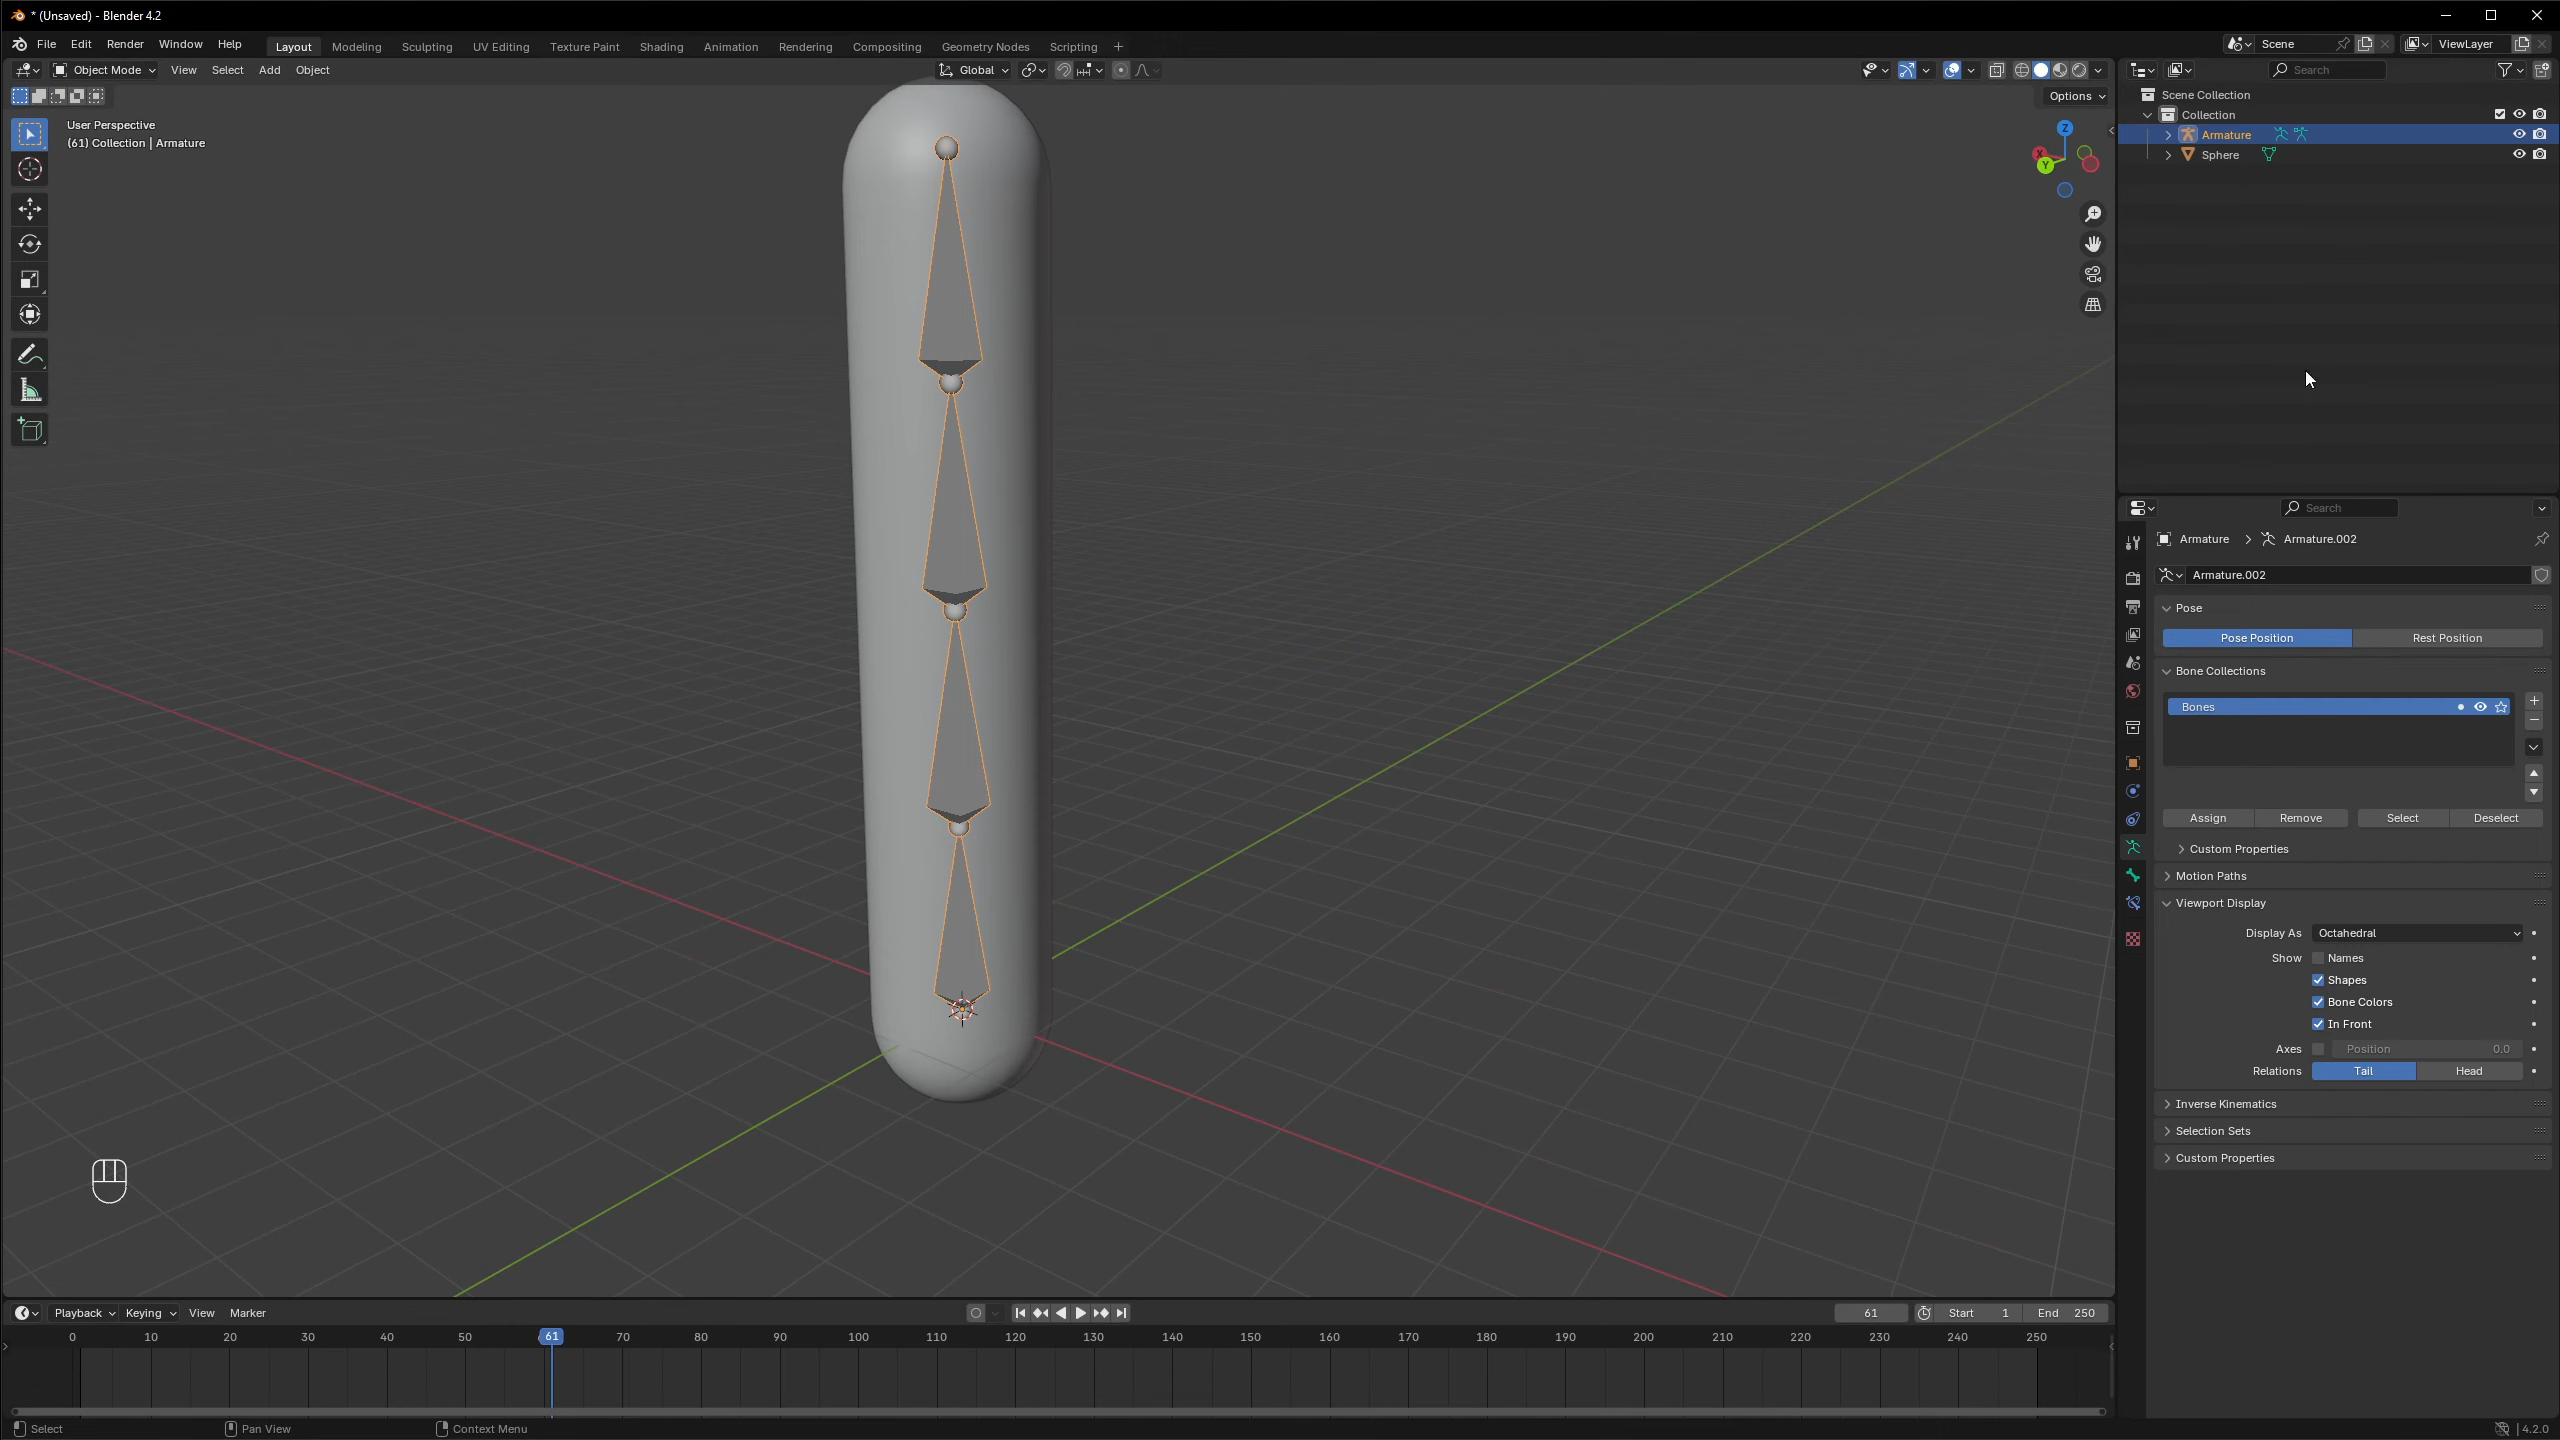 * (Unsaved) - Blender 4.2
File Edit Render Window Help Layout Modeling Sculpting UV Editing Texture Paint Shading Animation Rendering Compositing Geometry Nodes Scripting + Scene ViewLayer
Object Mode View Select Add Object Global Search
Options
User Perspective
(61) Collection | Armature
Z
X
Y
Scene Collection
Collection
Armature
Sphere
Search
Armature > Armature.002
Armature.002
Pose
Pose Position Rest Position
Bone Collections
Bones
Assign Remove Select Deselect
Custom Properties
Motion Paths
Viewport Display
Display As Octahedral
Show Names
Shapes
Bone Colors
In Front
Axes Position 0.0
Relations Tail Head
Inverse Kinematics
Selection Sets
Custom Properties
Playback Keying View Marker 61 Start 1 End 250
0 10 20 30 40 50 61 70 80 90 100 110 120 130 140 150 160 170 180 190 200 210 220 230 240 250
Select Pan View Context Menu 4.2.0